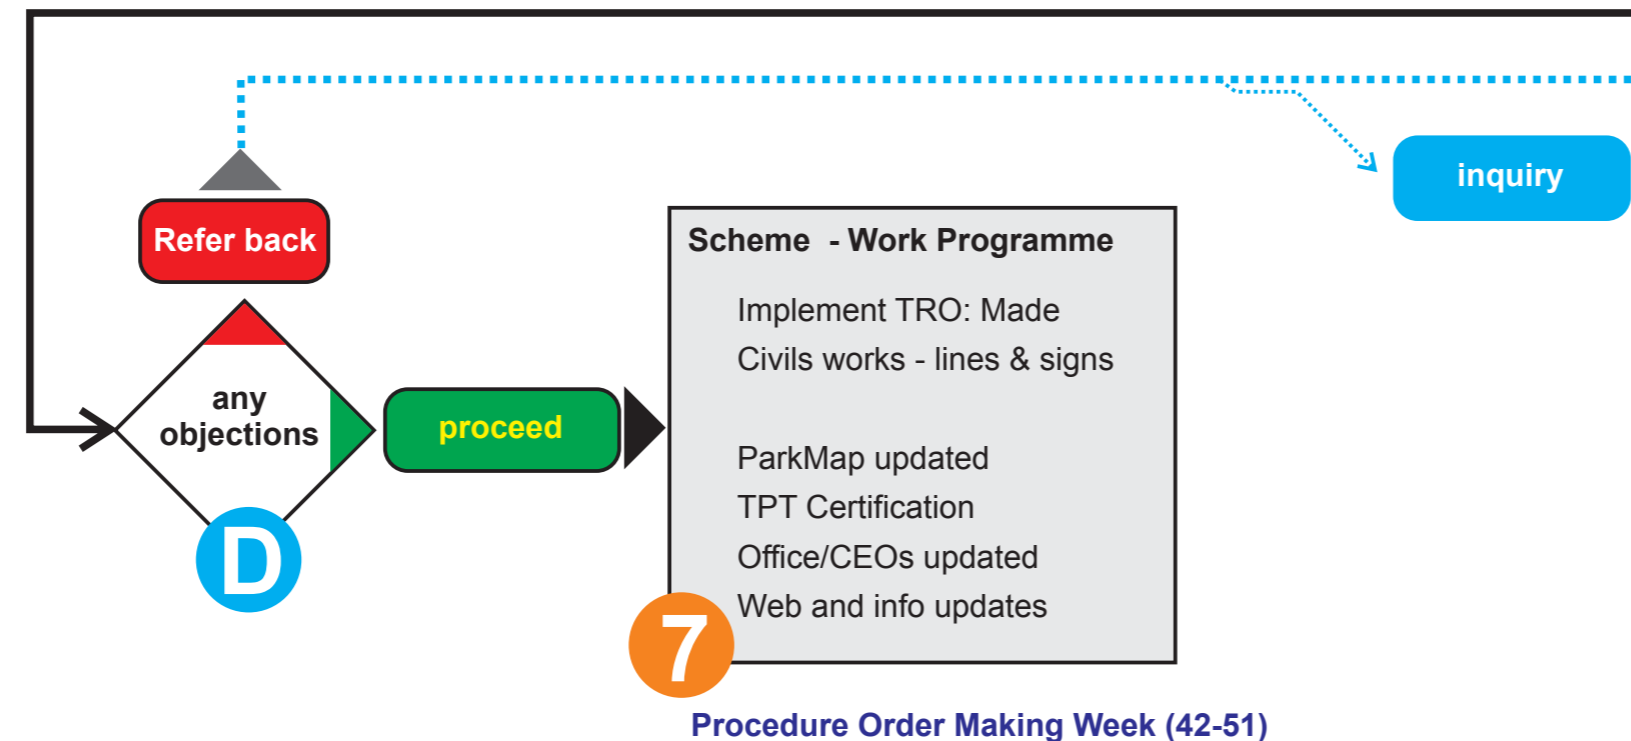 inquiry
Refer back
any
objections
D
proceed
Scheme - Work Programme
Implement TRO: Made
Civils works - lines & signs
ParkMap updated
TPT Certification
Office/CEOs updated
Web and info updates
7
Procedure Order Making Week (42-51)